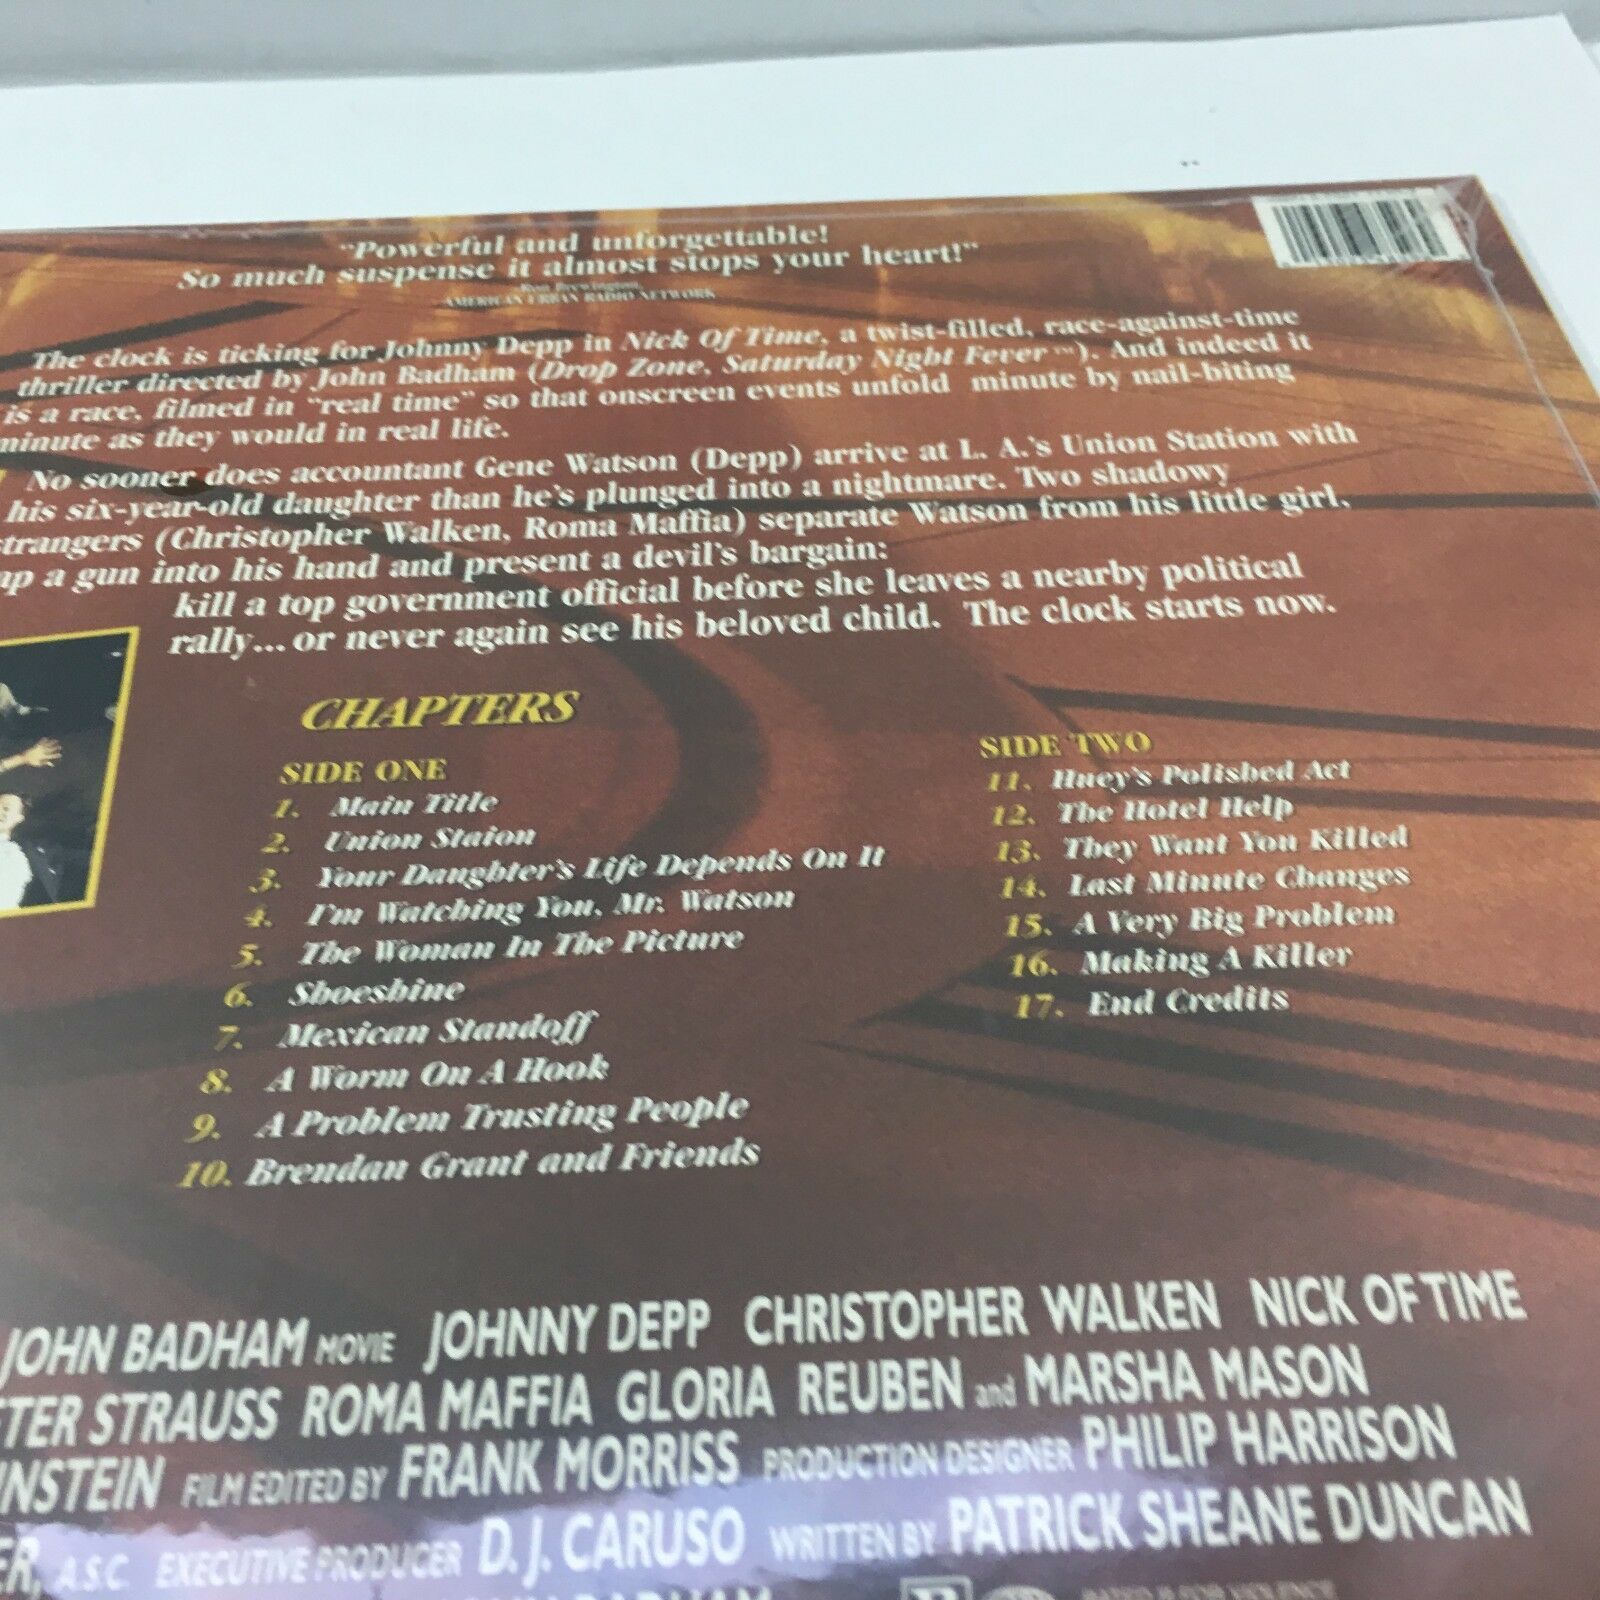 "Powerful and unforgettable!
So much suspense it almost stops your heart!"
Ron Brewington,
AMERICAN URBAN RADIO NETWORK
The clock is ticking for Johnny Depp in Nick Of Time, a twist-filled, race-against-time
thriller directed by John Badham (Drop Zone, Saturday Night Fever™). And indeed it
is a race, filmed in "real time" so that onscreen events unfold minute by nail-biting
minute as they would in real life.
No sooner does accountant Gene Watson (Depp) arrive at L. A.'s Union Station with
his six-year-old daughter than he's plunged into a nightmare. Two shadowy
strangers (Christopher Walken, Roma Maffia) separate Watson from his little girl,
ap a gun into his hand and present a devil's bargain:
kill a top government official before she leaves a nearby political
rally... or never again see his beloved child. The clock starts now.
CHAPTERS
SIDE ONE
1. Main Title
2. Union Staion
3. Your Daughter's Life Depends On It
4. I'm Watching You, Mr. Watson
5. The Woman In The Picture
6. Shoeshine
7. Mexican Standoff
8. A Worm On A Hook
9. A Problem Trusting People
10. Brendan Grant and Friends
SIDE TWO
11. Huey's Polished Act
12. The Hotel Help
13. They Want You Killed
14. Last Minute Changes
15. A Very Big Problem
16. Making A Killer
17. End Credits
JOHN BADHAM MOVIE JOHNNY DEPP CHRISTOPHER WALKEN NICK OF TIME
TER STRAUSS ROMA MAFFIA GLORIA REUBEN and MARSHA MASON
NSTEIN FILM EDITED BY FRANK MORRISS PRODUCTION DESIGNER PHILIP HARRISON
ER, A.S.C. EXECUTIVE PRODUCER D. J. CARUSO WRITTEN BY PATRICK SHEANE DUNCAN
BADHAM R RATED R FOR VIOLENCE